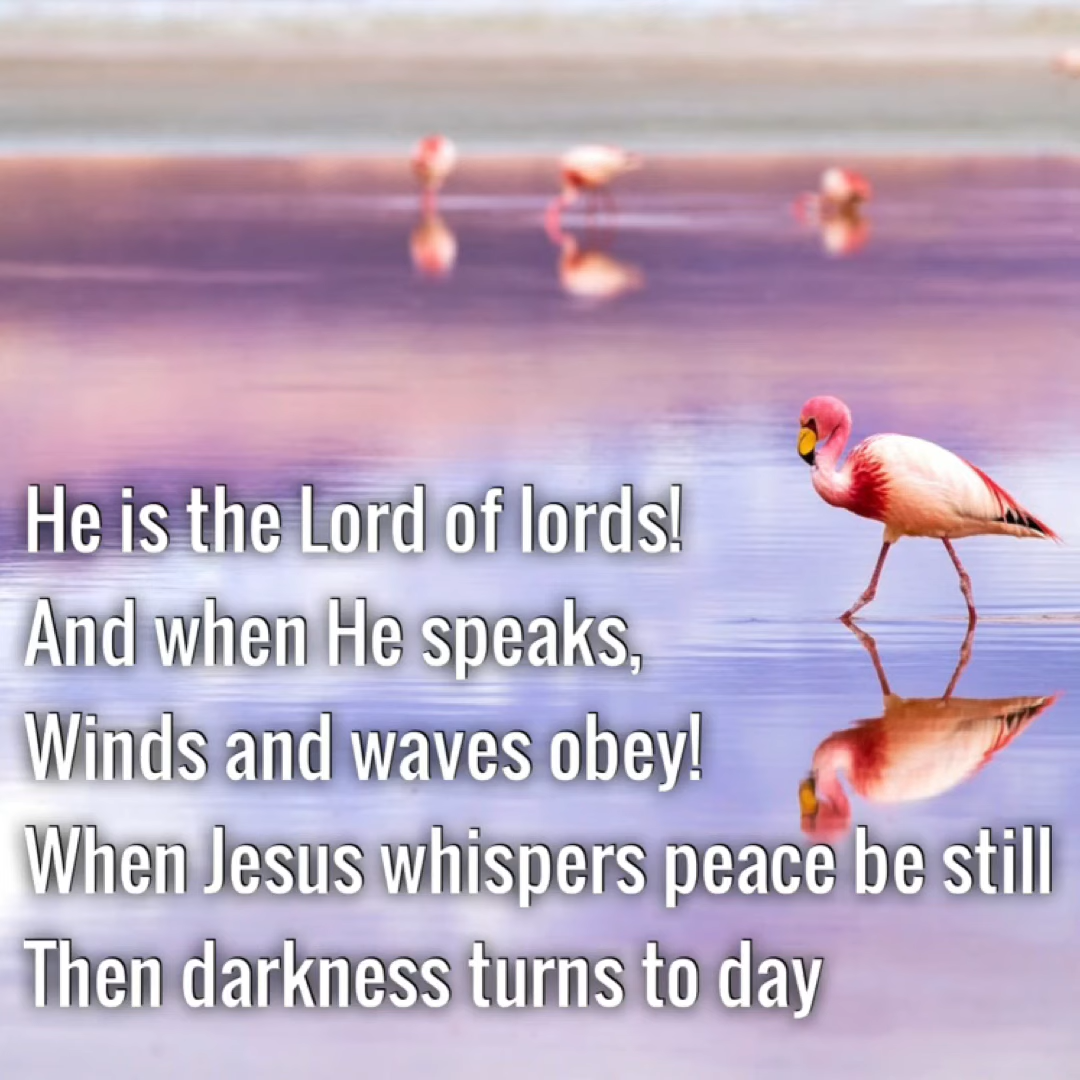 He is the Lord of lords!
And when He speaks,
Winds and waves obey!
When Jesus whispers peace be still
Then darkness turns to day